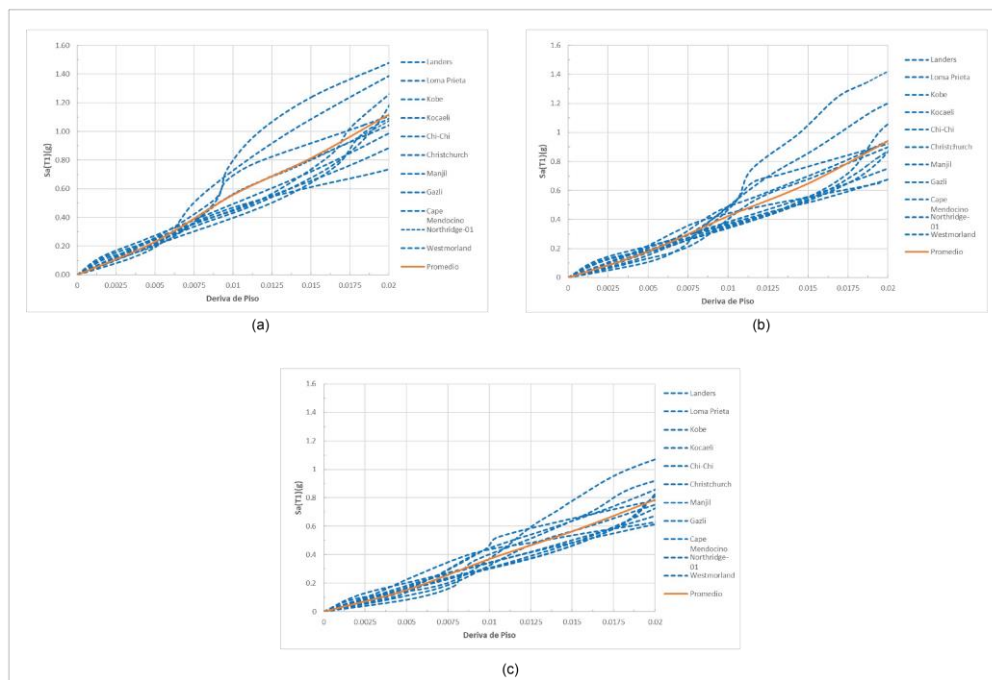 1.60
1.40
1.20
1.00
0.80
0.60
0.40
0.20
0.00
Sa(T1)(g)
0 0.0025 0.005 0.0075 0.01 0.0125 0.015 0.0175 0.02
Deriva de Piso
Landers
Loma Prieta
Kobe
Kocaeli
Chi-Chi
Christchurch
Manjil
Gazli
Cape
Mendocino
Northridge-01
Westmorland
Promedio
(a)
1.6
1.4
1.2
1
0.8
0.6
0.4
0.2
0
Sa(T1)(g)
0 0.0025 0.005 0.0075 0.01 0.0125 0.015 0.0175 0.02
Deriva de Piso
Landers
Loma Prieta
Kobe
Kocaeli
Chi-Chi
Christchurch
Manjil
Gazli
Cape
Mendocino
Northridge-
01
Westmorland
Promedio
(b)
1.6
1.4
1.2
1
0.8
0.6
0.4
0.2
0
Sa(T1)(g)
0 0.0025 0.005 0.0075 0.01 0.0125 0.015 0.0175 0.02
Deriva de Piso
Landers
Loma Prieta
Kobe
Kocaeli
Chi-Chi
Christchurch
Manjil
Gazli
Cape
Mendocino
Northridge-
01
Westmorland
Promedio
(c)